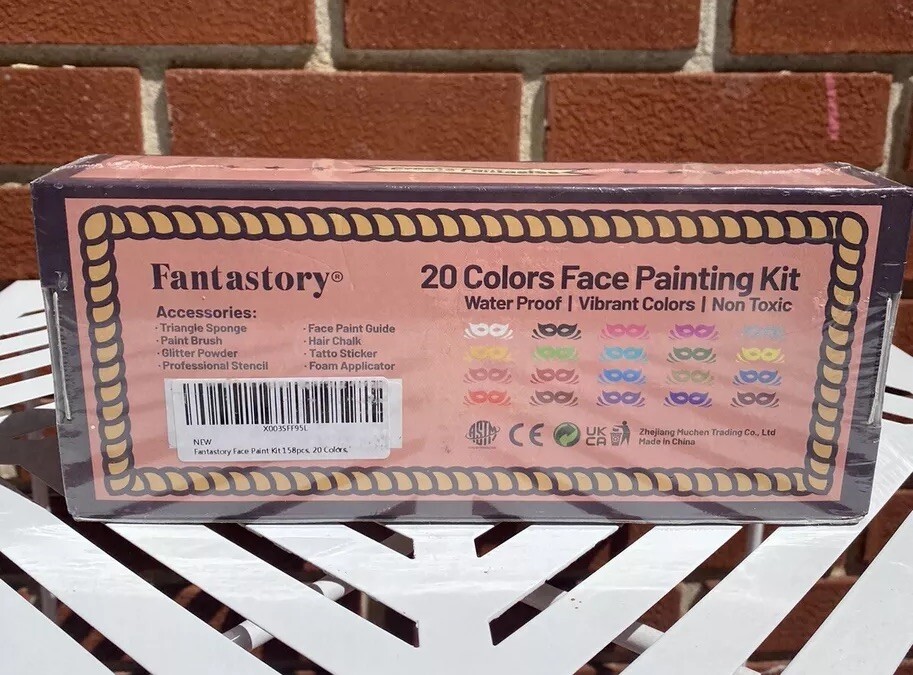 Fantastory®
Accessories:
· Triangle Sponge
· Paint Brush
· Glitter Powder
· Professional Stencil
· Face Paint Guide
· Hair Chalk
· Tatto Sticker
· Foam Applicator
X003SFF95L
NEW
Fantastory Face Paint Kit 158pcs, 20 Colors,
20 Colors Face Painting Kit
Water Proof | Vibrant Colors | Non Toxic
ASTM
CE
UK
CA
Zhejiang Muchen Trading Co., Ltd
Made in China